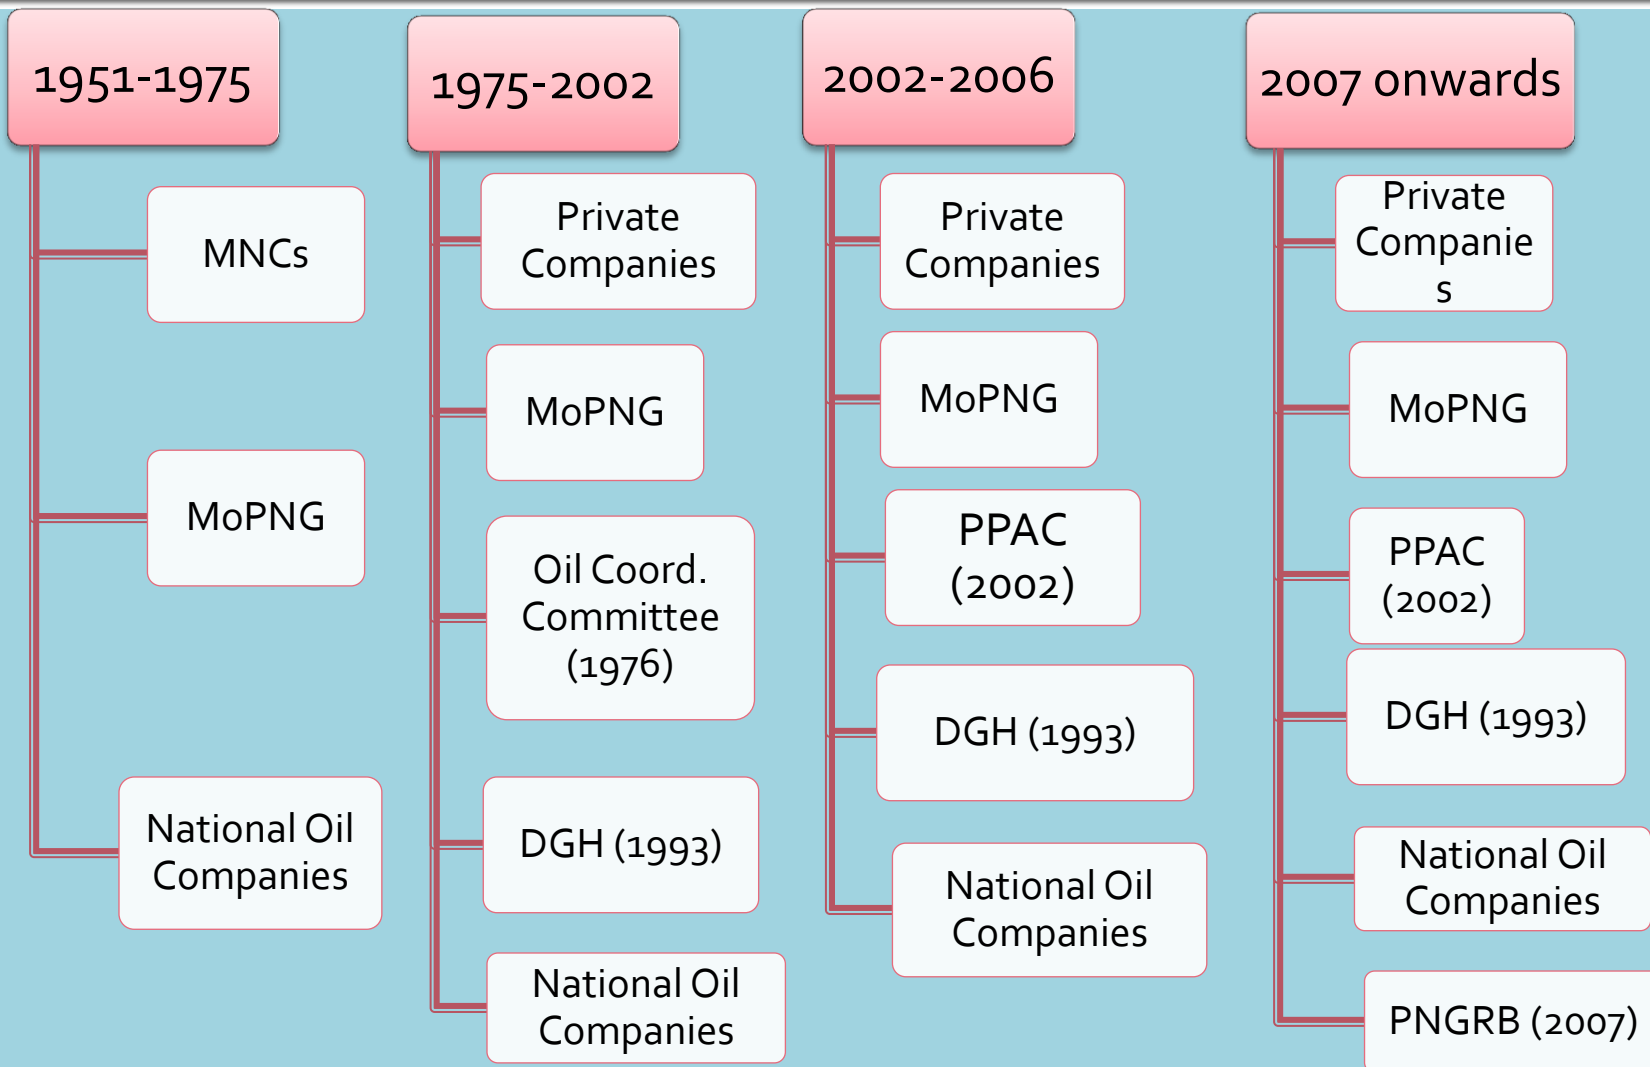 1951-1975
MNCs
MoPNG
National Oil
Companies
1975-2002
Private
Companies
MoPNG
Oil Coord.
Committee
(1976)
DGH (1993)
National Oil
Companies
2002-2006
Private
Companies
MoPNG
PPAC
(2002)
DGH (1993)
National Oil
Companies
2007 onwards
Private
Companie
s
MoPNG
PPAC
(2002)
DGH (1993)
National Oil
Companies
PNGRB (2007)